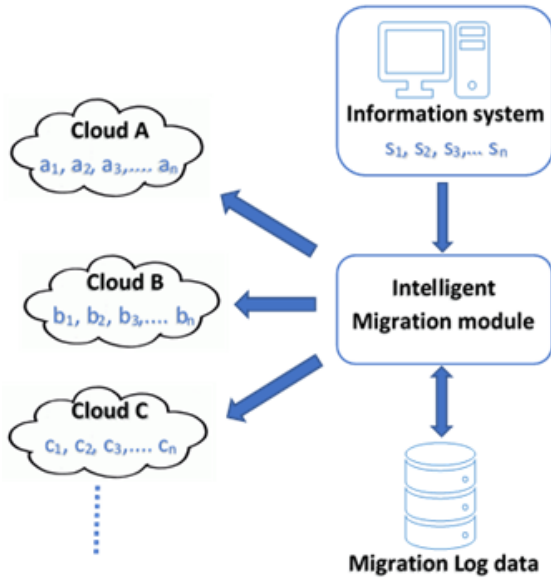 Information system
s₁, s₂, s₃,... sₙ
Cloud A
a₁, a₂, a₃,.... aₙ
Intelligent
Migration module
Cloud B
b₁, b₂, b₃,.... bₙ
Cloud C
c₁, c₂, c₃,.... cₙ
Migration Log data